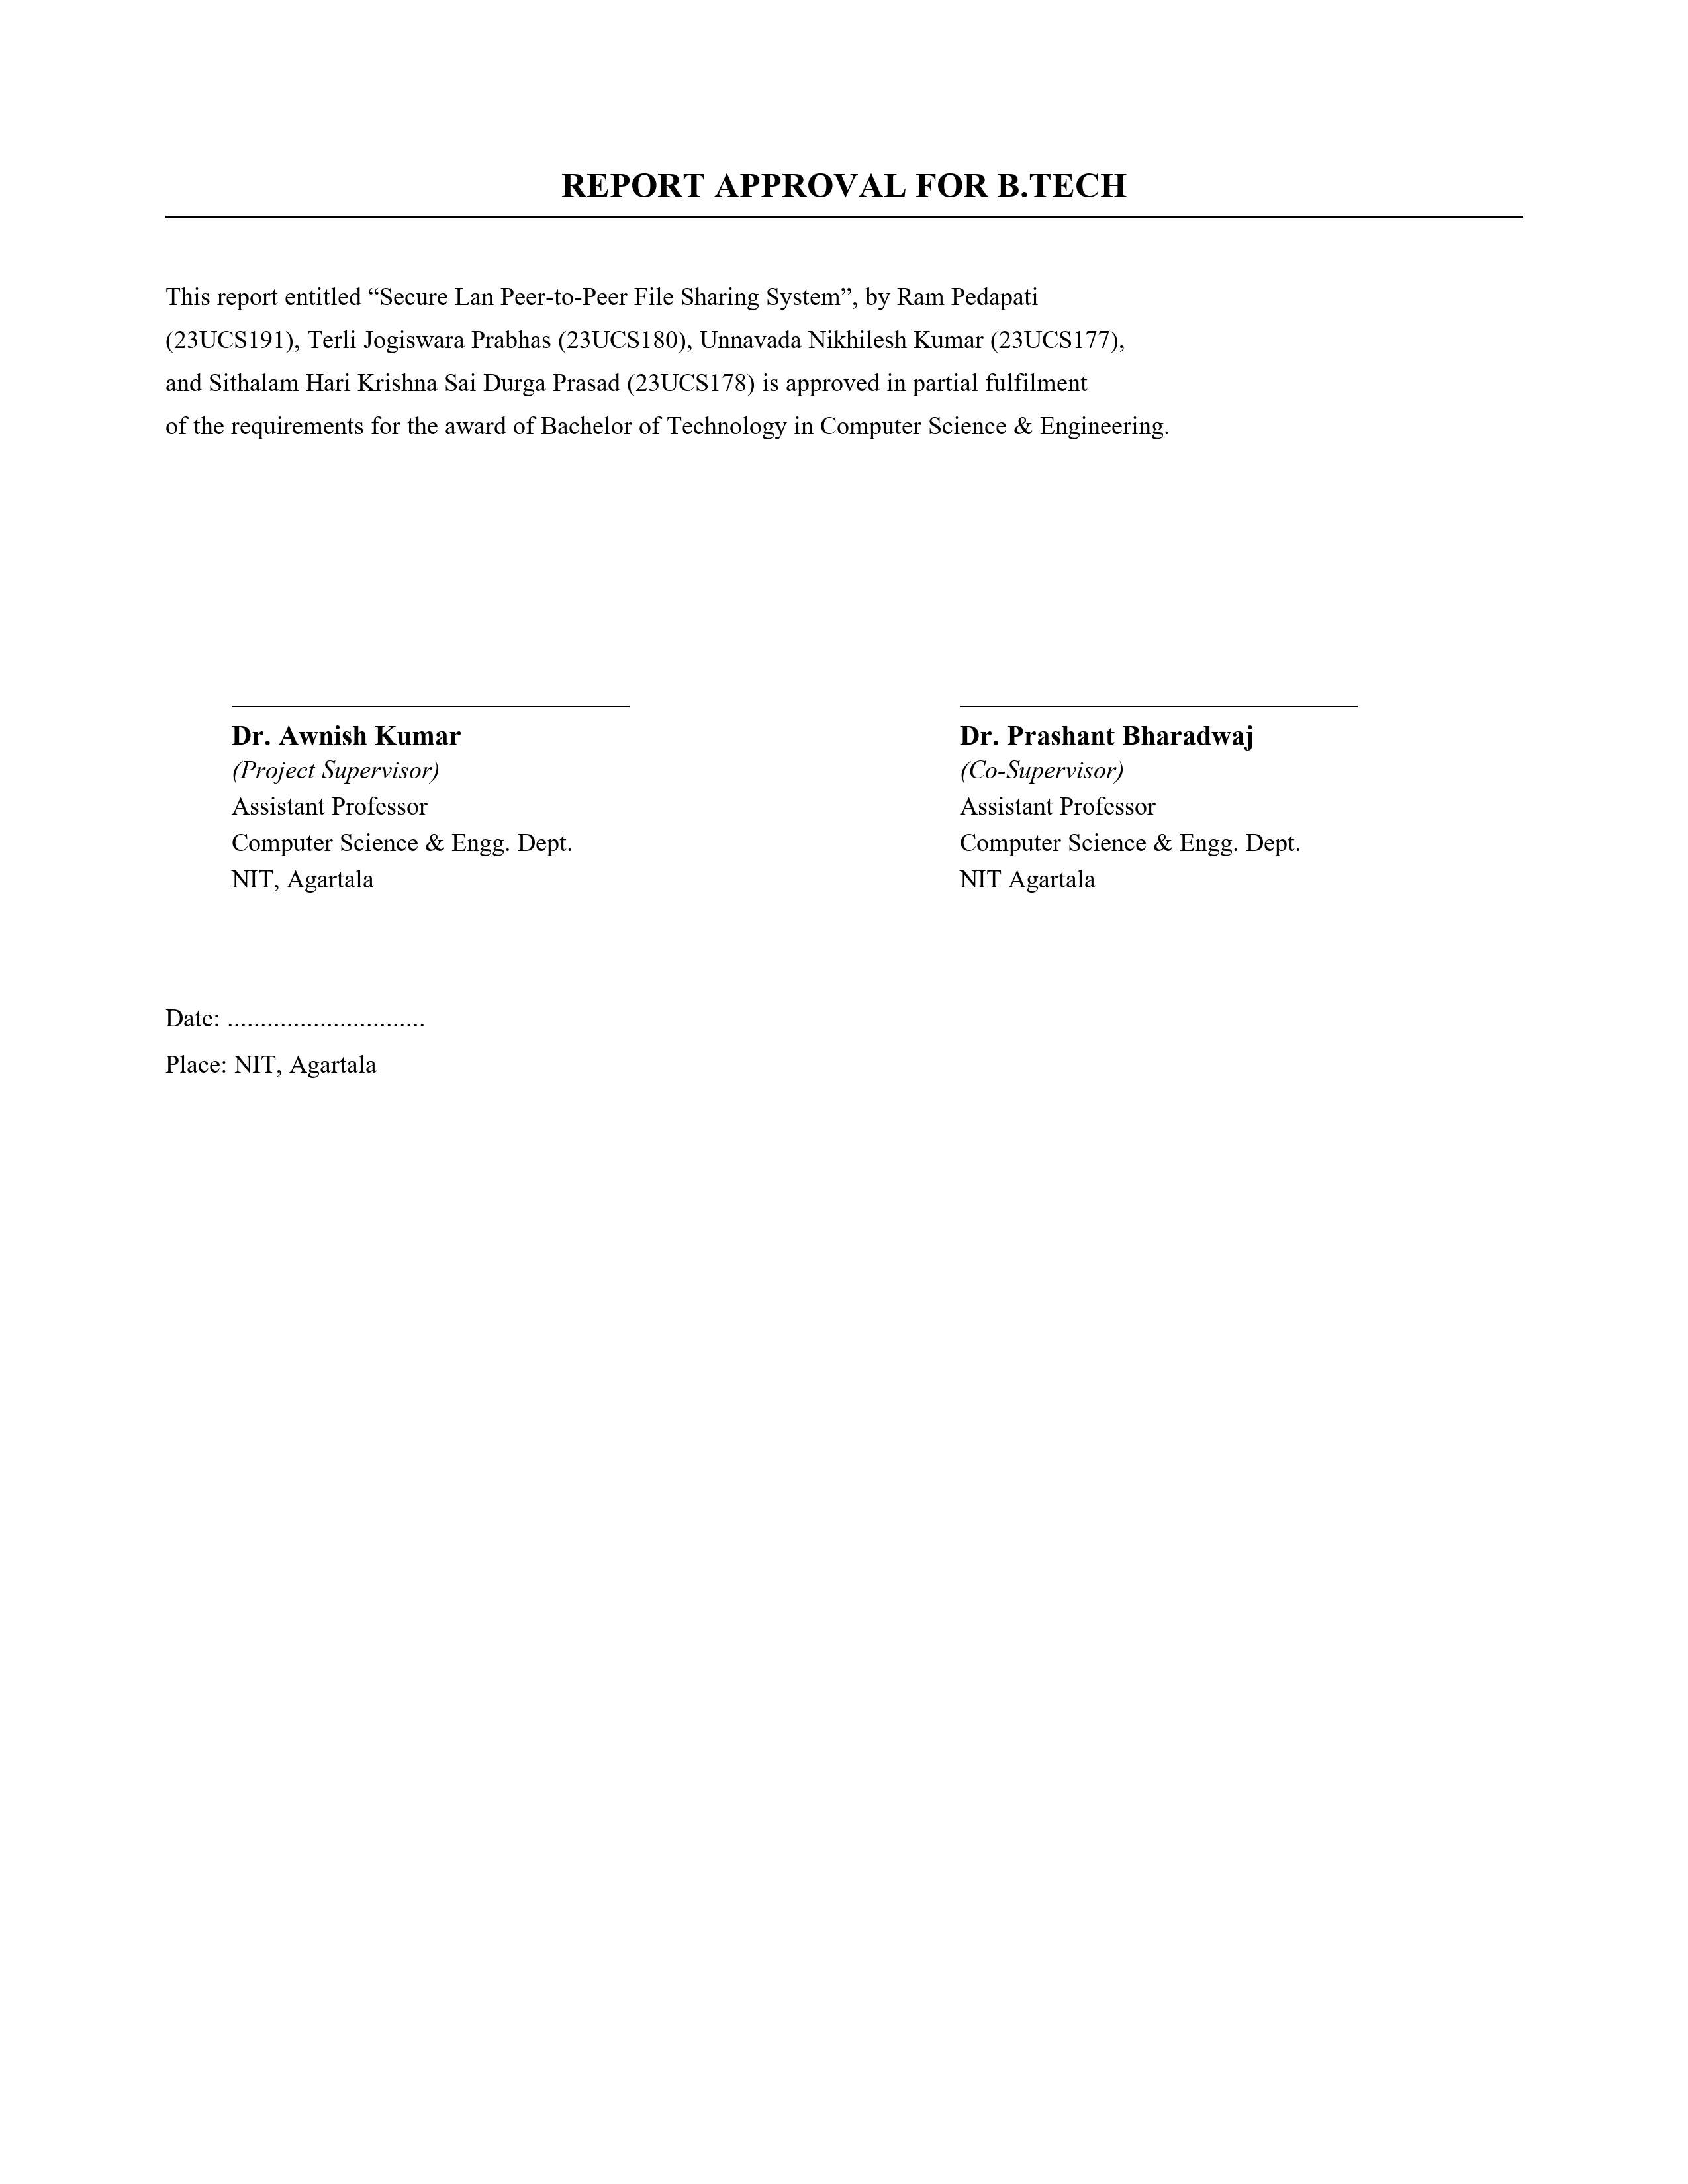 REPORT APPROVAL FOR B.TECH
This report entitled “Secure Lan Peer-to-Peer File Sharing System”, by Ram Pedapati
(23UCS191), Terli Jogiswara Prabhas (23UCS180), Unnavada Nikhilesh Kumar (23UCS177),
and Sithalam Hari Krishna Sai Durga Prasad (23UCS178) is approved in partial fulfilment
of the requirements for the award of Bachelor of Technology in Computer Science & Engineering.
Dr. Awnish Kumar
(Project Supervisor)
Assistant Professor
Computer Science & Engg. Dept.
NIT, Agartala
Dr. Prashant Bharadwaj
(Co-Supervisor)
Assistant Professor
Computer Science & Engg. Dept.
NIT Agartala
Date: ..............................
Place: NIT, Agartala